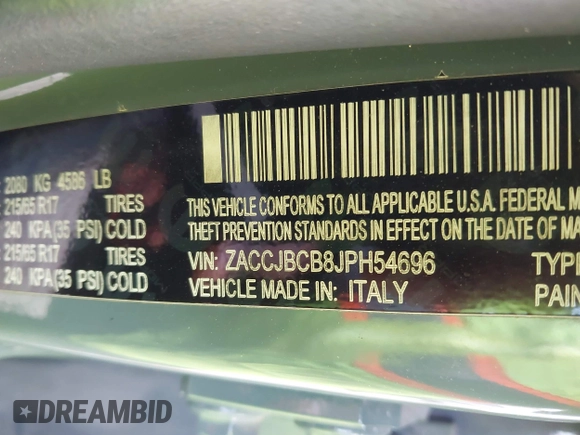 2080 KG 4586 LB
215/65 R17 TIRES
240 KPA(35 PSI) COLD
215/65 R17 TIRES
240 KPA(35 PSI) COLD
THIS VEHICLE CONFORMS TO ALL APPLICABLE U.S.A. FEDERAL M
THEFT PREVENTION STANDARDS IN EFFECT ON THE DATE OF MA
VIN: ZACCJBCB8JPH54696 TYPE
VEHICLE MADE IN: ITALY PAIN
DREAMBID